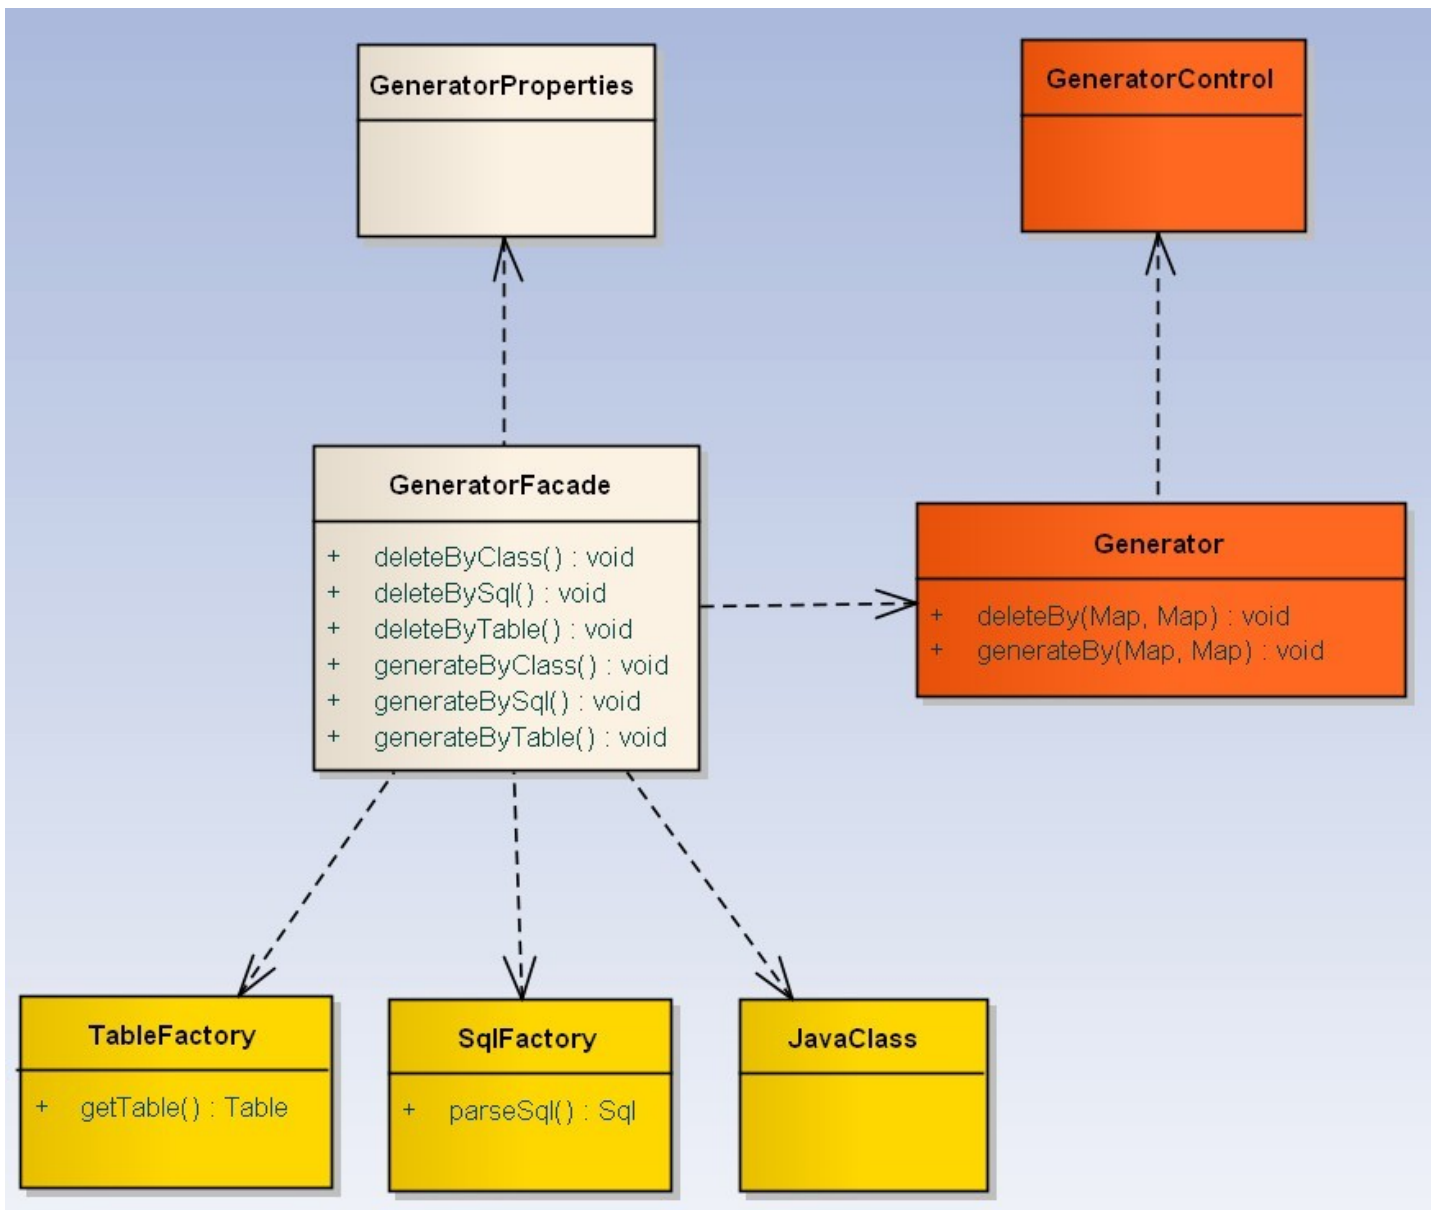 GeneratorProperties
GeneratorControl
GeneratorFacade
+ deleteByClass() : void
+ deleteBySql() : void
+ deleteByTable() : void
+ generateByClass() : void
+ generateBySql() : void
+ generateByTable() : void
Generator
+ deleteBy(Map, Map) : void
+ generateBy(Map, Map) : void
TableFactory
+ getTable() : Table
SqlFactory
+ parseSql() : Sql
JavaClass